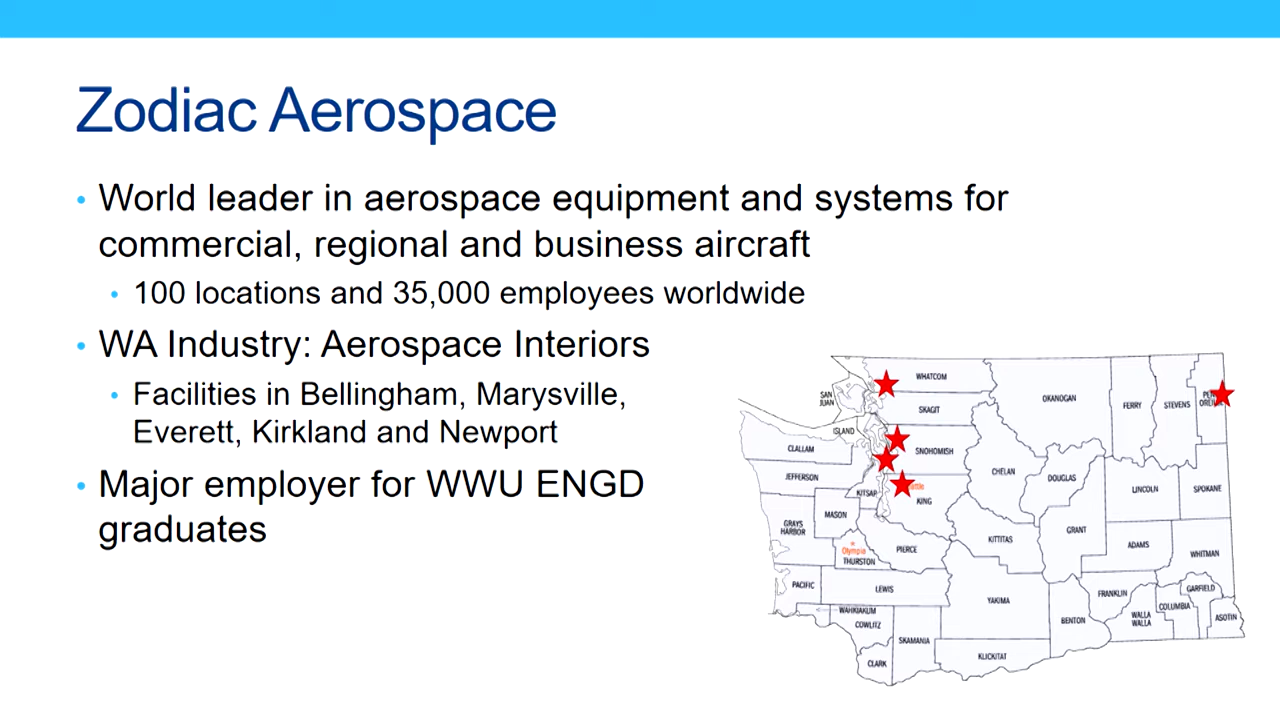 Zodiac Aerospace
• World leader in aerospace equipment and systems for
commercial, regional and business aircraft
• 100 locations and 35,000 employees worldwide
• WA Industry: Aerospace Interiors
• Facilities in Bellingham, Marysville,
Everett, Kirkland and Newport
• Major employer for WWU ENGD
graduates
WHATCOM
SAN
JUAN
SKAGIT
OKANOGAN
FERRY
STEVENS
ISLAND
CLALLAM
SNOHOMISH
JEFFERSON
CHELAN
DOUGLAS
LINCOLN
SPOKANE
KITSAP
KING
MASON
GRAYS
HARBOR
KITTITAS
GRANT
ADAMS
WHITMAN
Olympia
THURSTON
PIERCE
PACIFIC
LEWIS
YAKIMA
FRANKLIN
GARFIELD
WAHKIAKUM
COWLITZ
BENTON
WALLA
WALLA
COLUMBIA
ASOTIN
SKAMANIA
CLARK
KLICKITAT